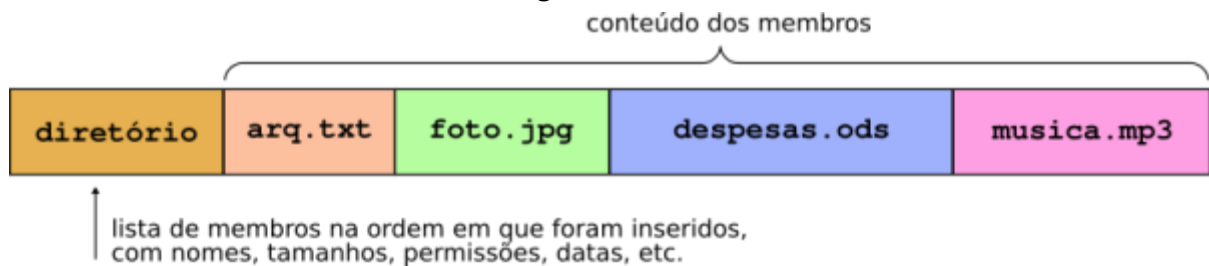 conteúdo dos membros
diretório arq.txt foto.jpg despesas.ods musica.mp3
lista de membros na ordem em que foram inseridos,
com nomes, tamanhos, permissões, datas, etc.